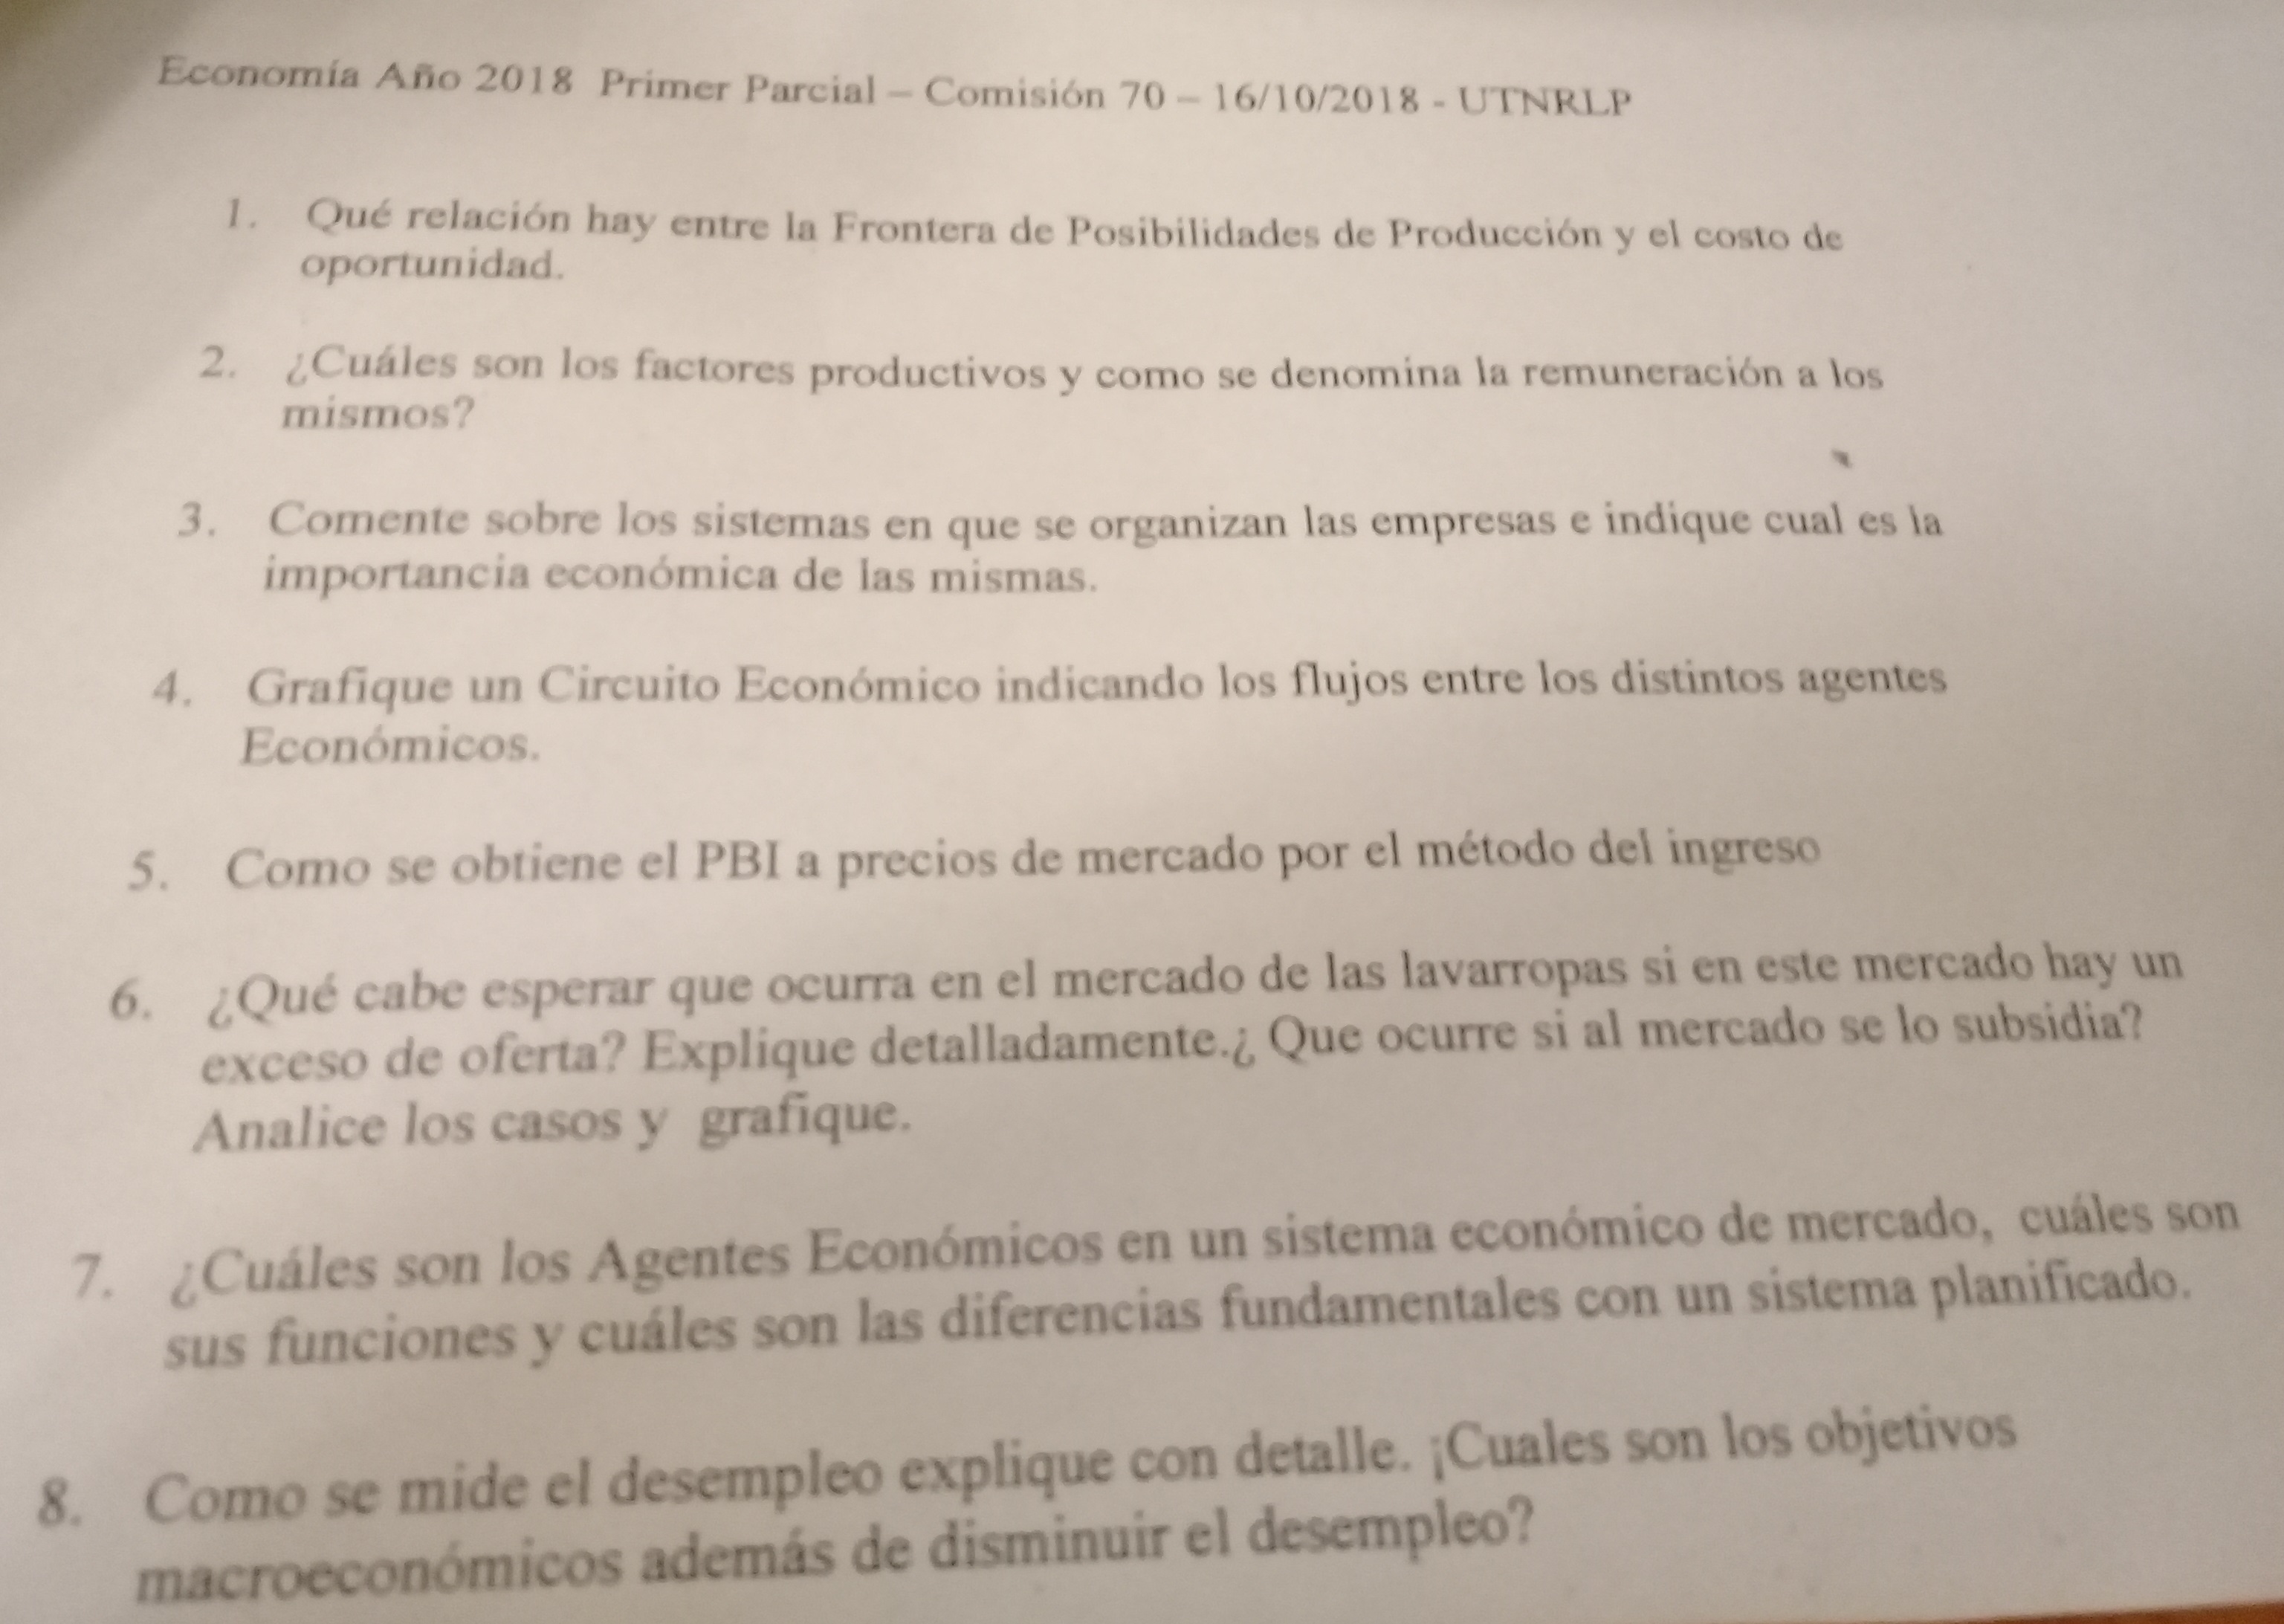 Economía Año 2018 Primer Parcial – Comisión 70 – 16/10/2018 - UTNRLP
1. Qué relación hay entre la Frontera de Posibilidades de Producción y el costo de
oportunidad.
2. ¿Cuáles son los factores productivos y como se denomina la remuneración a los
mismos?
3. Comente sobre los sistemas en que se organizan las empresas e indique cual es la
importancia económica de las mismas.
4. Grafique un Circuito Económico indicando los flujos entre los distintos agentes
Económicos.
5. Como se obtiene el PBI a precios de mercado por el método del ingreso
6. ¿Qué cabe esperar que ocurra en el mercado de las lavarropas si en este mercado hay un
exceso de oferta? Explique detalladamente.¿ Que ocurre si al mercado se lo subsidia?
Analice los casos y grafique.
7. ¿Cuáles son los Agentes Económicos en un sistema económico de mercado, cuáles son
sus funciones y cuáles son las diferencias fundamentales con un sistema planificado.
8. Como se mide el desempleo explique con detalle. ¡Cuales son los objetivos
macroeconómicos además de disminuir el desempleo?